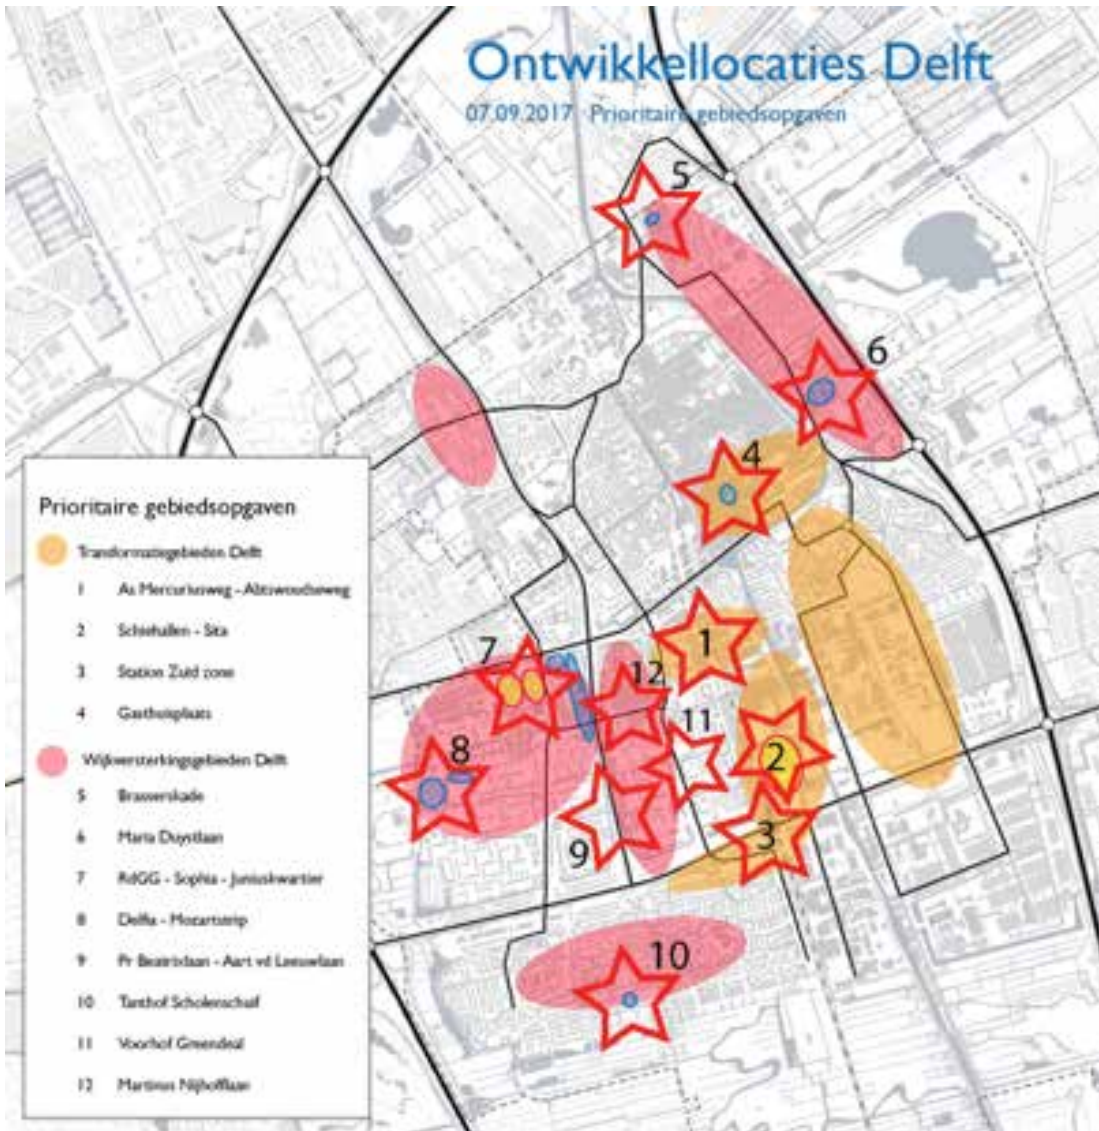 Ontwikkellocaties Delft
07.09.2017 Prioritaire gebiedsopgaven
5
6
4
7
1
12
11
8
2
9
3
10
Prioritaire gebiedsopgaven
Transformatiegebieden Delft
1 As Mercuriusweg - Abtswoudseweg
2 Schiehallen - Sita
3 Station Zuid zone
4 Gasthuisplaats
Wijkversterkingsgebieden Delft
5 Brasserskade
6 Maria Duystlaan
7 RdGG - Sophia - Juniuskwartier
8 Delfia - Mozartstrip
9 Pr Beatrixlaan - Aart vd Leeuwlaan
10 Tanthof Scholenschuif
11 Voorhof Greendeal
12 Martinus Nijhofflaan